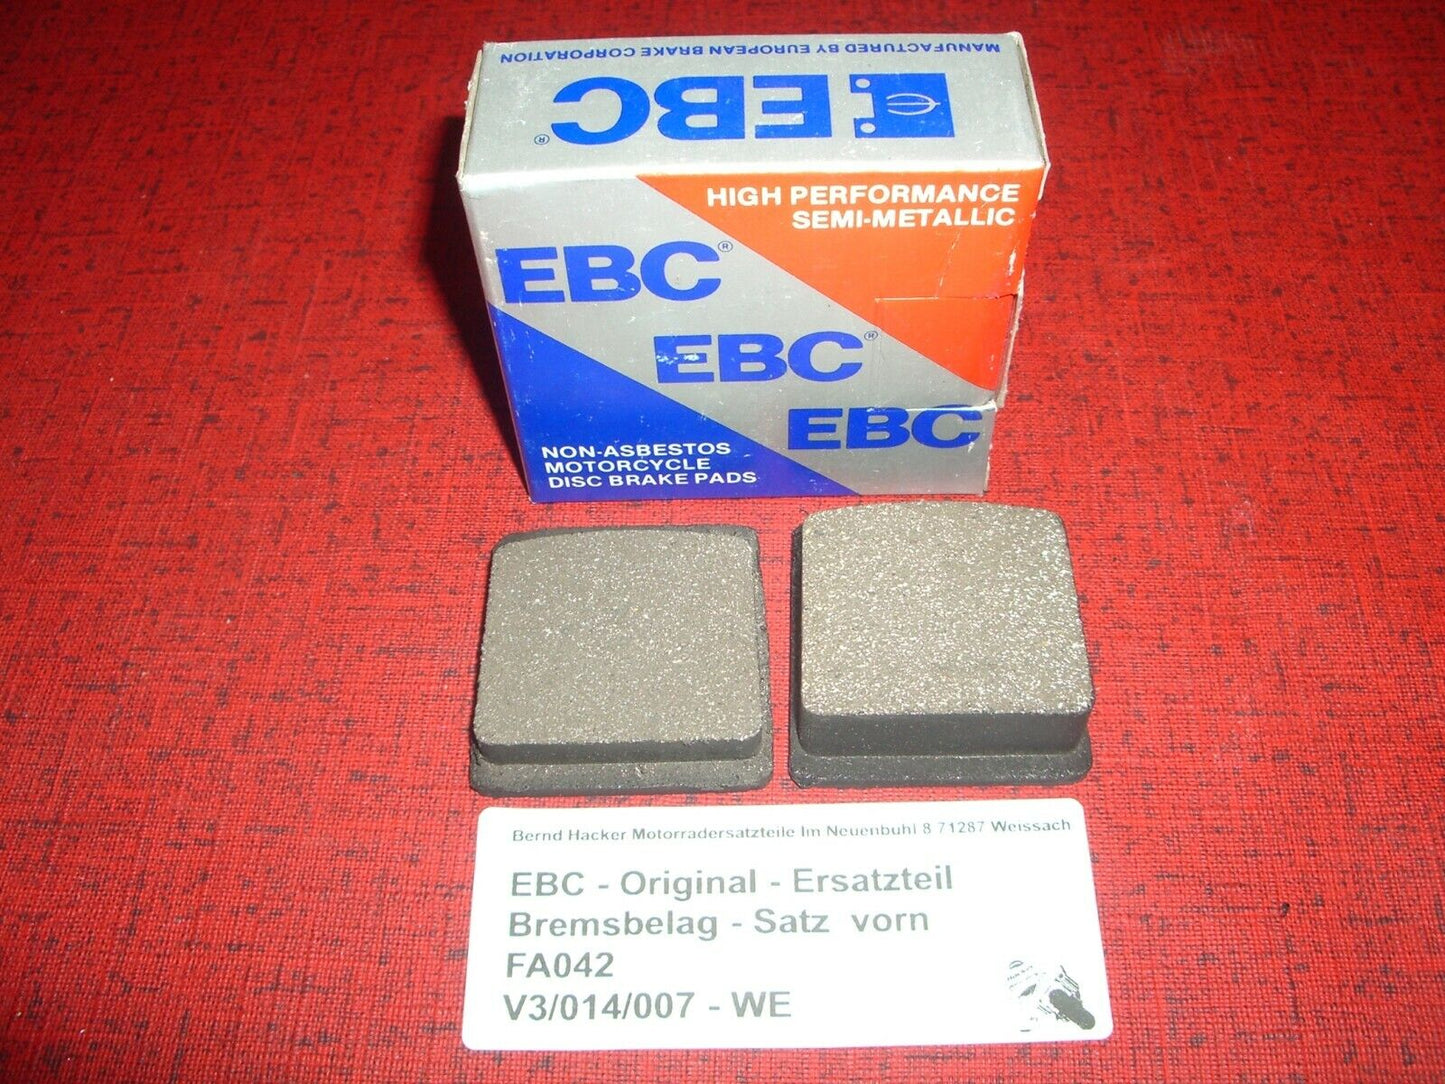 MANUFACTURED BY EUROPEAN BRAKE CORPORATION
EBC®
HIGH PERFORMANCE
SEMI-METALLIC
EBC®
EBC®
EBC
NON-ASBESTOS
MOTORCYCLE
DISC BRAKE PADS
Bernd Hacker Motorradersatzteile Im Neuenbühl 8 71287 Weissach
EBC - Original - Ersatzteil
Bremsbelag - Satz vorn
FA042
V3/014/007 - WE